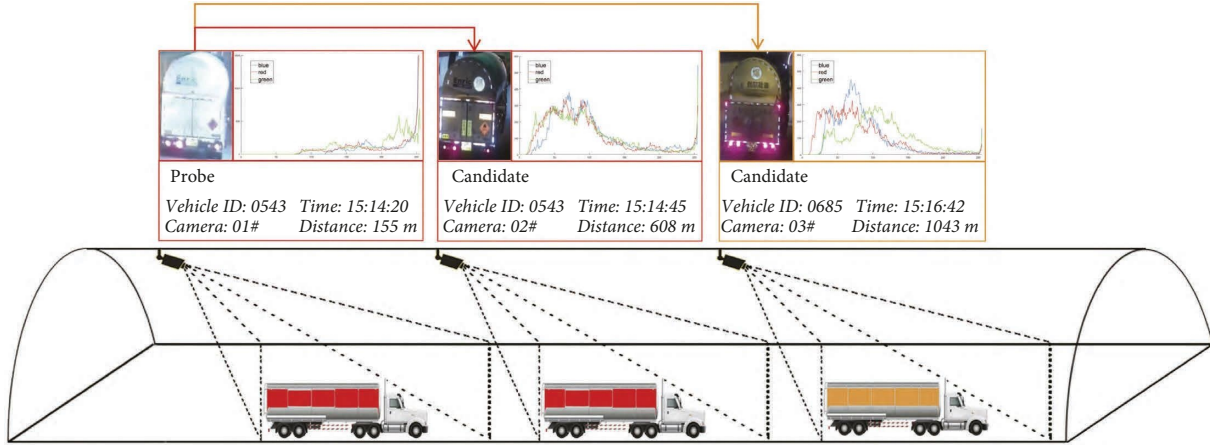 blue
red
green
blue
red
green
blue
red
green
Probe
Vehicle ID: 0543 Time: 15:14:20
Camera: 01# Distance: 155 m
Candidate
Vehicle ID: 0543 Time: 15:14:45
Camera: 02# Distance: 608 m
Candidate
Vehicle ID: 0685 Time: 15:16:42
Camera: 03# Distance: 1043 m